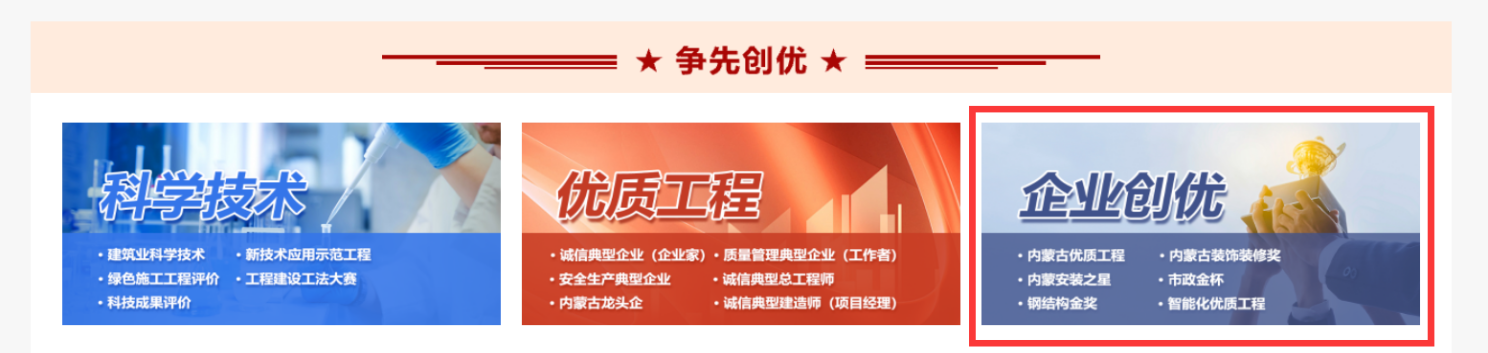 ★ 争先创优 ★
科学技术
· 建筑业科学技术 · 新技术应用示范工程
· 绿色施工工程评价 · 工程建设工法大赛
· 科技成果评价
优质工程
· 诚信典型企业（企业家） · 质量管理典型企业（工作者）
· 安全生产典型企业 · 诚信典型总工程师
· 内蒙古龙头企 · 诚信典型建造师（项目经理）
企业创优
· 内蒙古优质工程 · 内蒙古装饰装修奖
· 内蒙安装之星 · 市政金杯
· 钢结构金奖 · 智能化优质工程